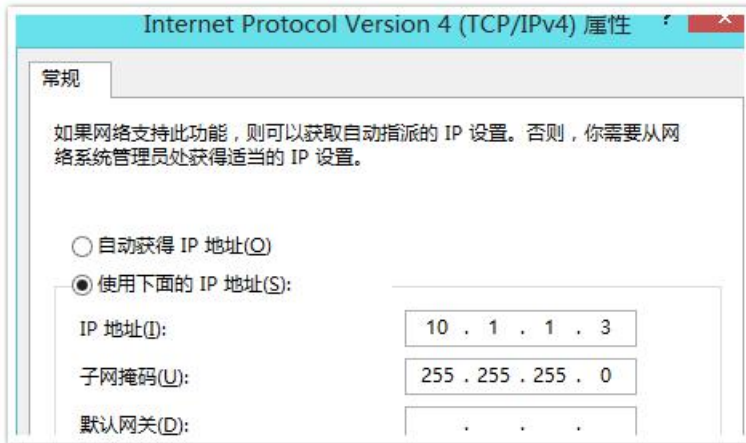 Internet Protocol Version 4 (TCP/IPv4) 属性 ? ×
常规
如果网络支持此功能，则可以获取自动指派的 IP 设置。否则，你需要从网
络系统管理员处获得适当的 IP 设置。
自动获得 IP 地址(O)
使用下面的 IP 地址(S):
IP 地址(I): 10 . 1 . 1 . 3
子网掩码(U): 255 . 255 . 255 . 0
默认网关(D): . . .